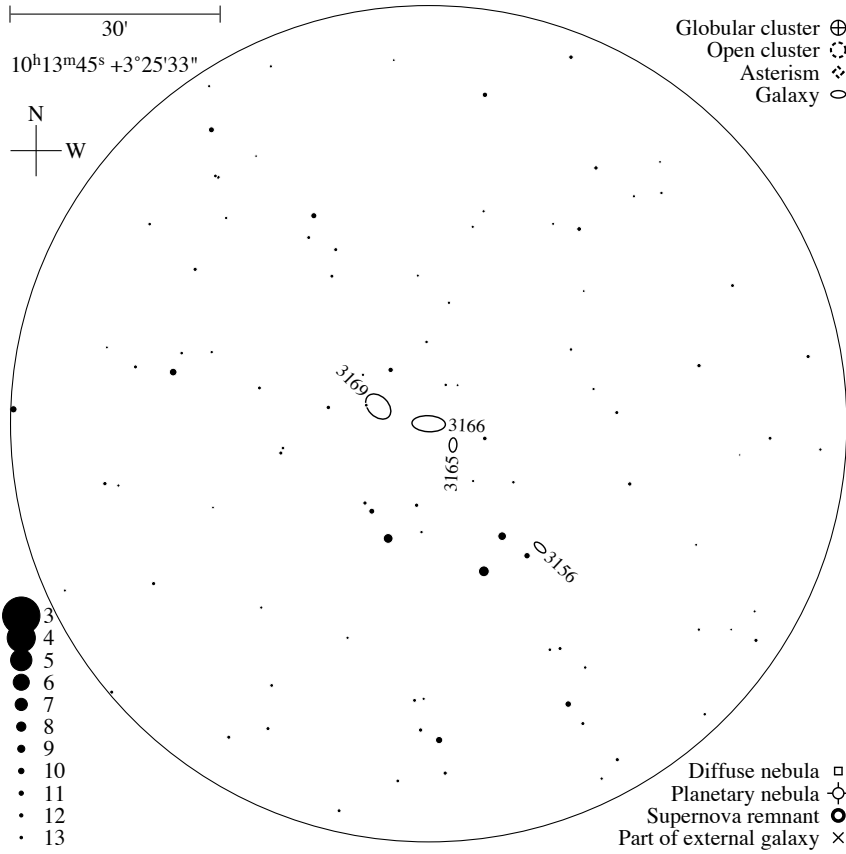 30'
10h13m45s +3°25'33"
N
W
Globular cluster
Open cluster
Asterism
Galaxy
3169
3166
3165
3156
3
4
5
6
7
8
9
10
11
12
13
Diffuse nebula
Planetary nebula
Supernova remnant
Part of external galaxy